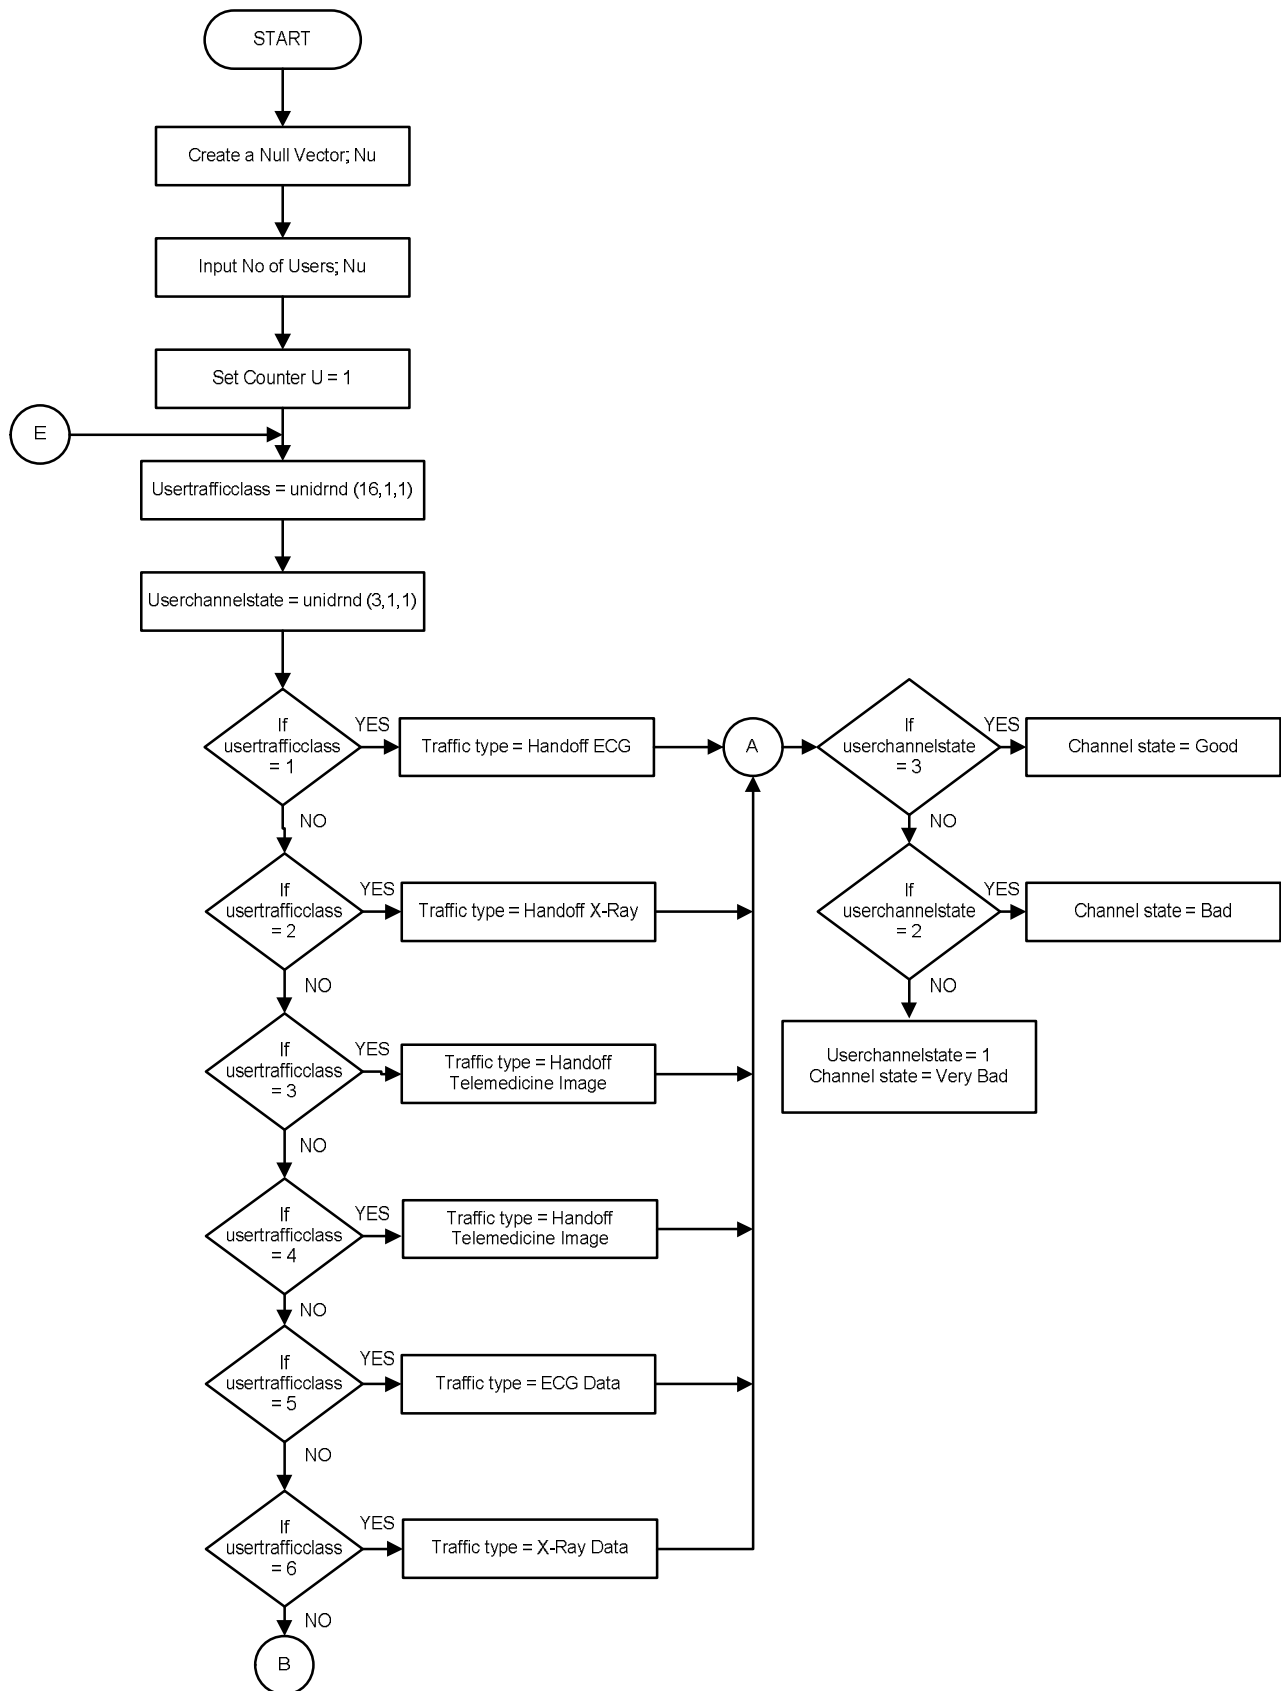 START
Create a Null Vector; Nu
Input No of Users; Nu
Set Counter U = 1
E
Usertrafficclass = unidrnd (16,1,1)
Userchannelstate = unidrnd (3,1,1)
If
usertrafficclass
= 1
YES
Traffic type = Handoff ECG
A
If
userchannelstate
= 3
YES
Channel state = Good
NO
NO
If
usertrafficclass
= 2
YES
Traffic type = Handoff X-Ray
If
userchannelstate
= 2
YES
Channel state = Bad
NO
NO
If
usertrafficclass
= 3
YES
Traffic type = Handoff
Telemedicine Image
Userchannelstate = 1
Channel state = Very Bad
NO
If
usertrafficclass
= 4
YES
Traffic type = Handoff
Telemedicine Image
NO
If
usertrafficclass
= 5
YES
Traffic type = ECG Data
NO
If
usertrafficclass
= 6
YES
Traffic type = X-Ray Data
NO
B